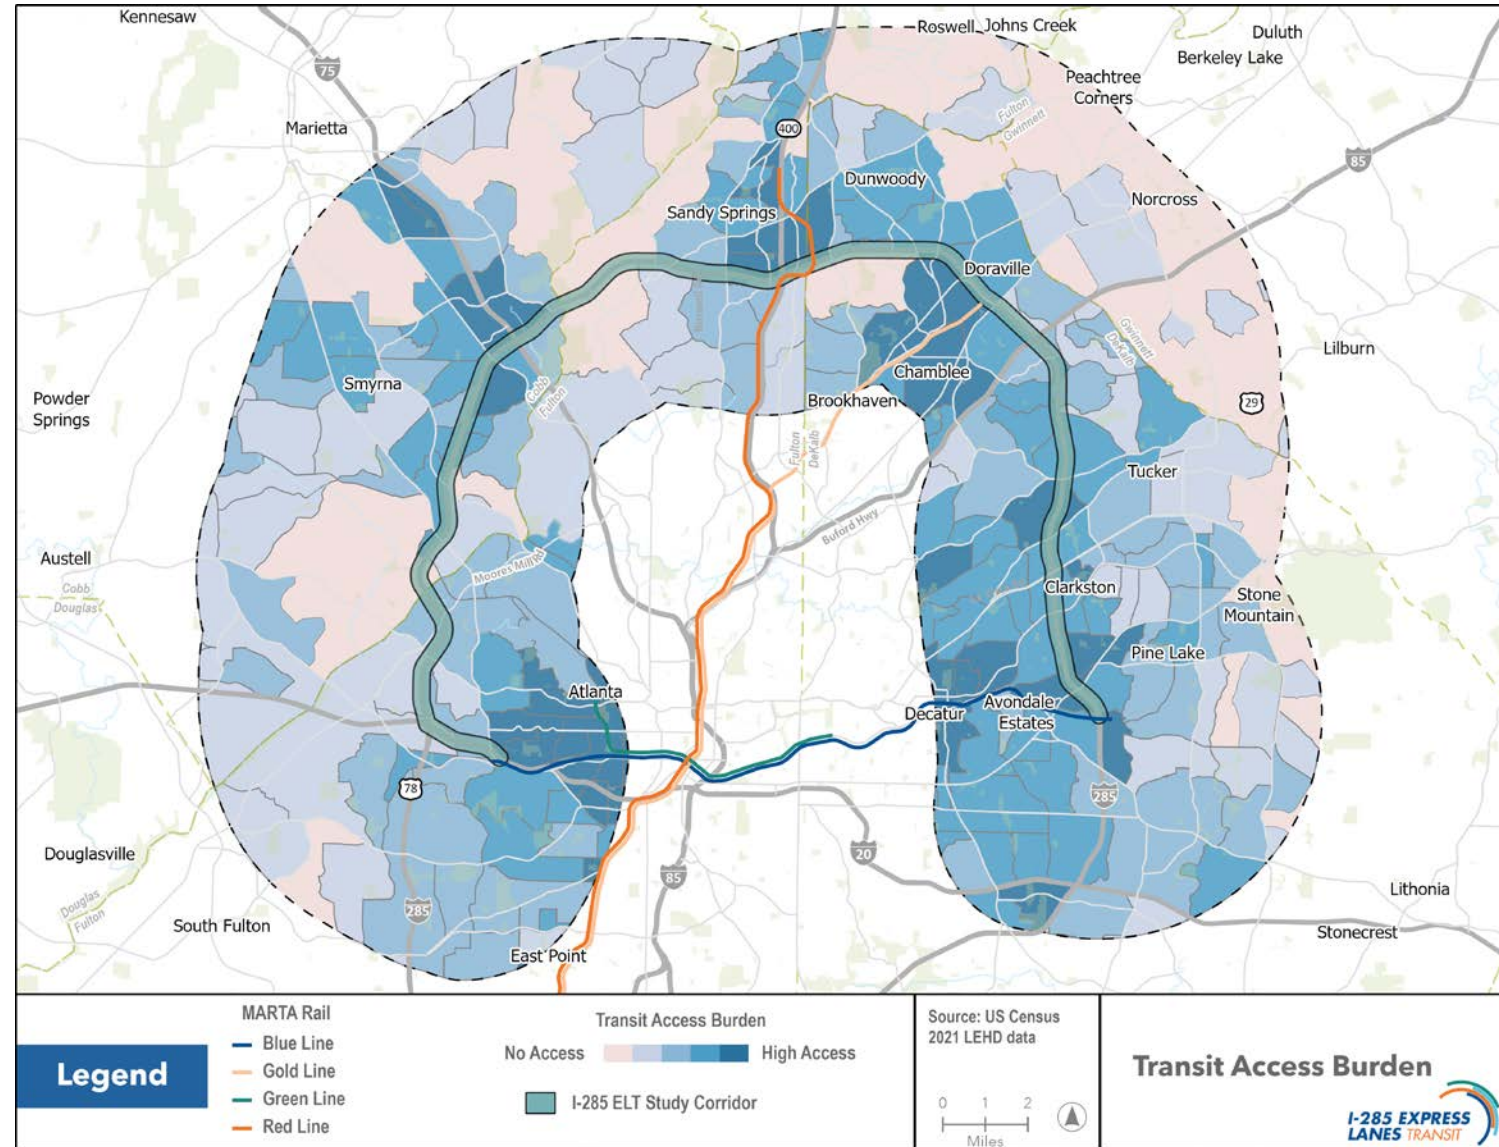 Kennesaw
Roswell
Johns Creek
Duluth
Berkeley Lake
75
Peachtree
Corners
Marietta
400
Fulton
Gwinnett
85
Dunwoody
Norcross
Sandy Springs
Doraville
Gwinnett
DeKalb
Lilburn
Smyrna
Chamblee
Cobb
Fulton
Powder
Springs
Brookhaven
29
Fulton
DeKalb
Tucker
Buford Hwy
Austell
Moores Mill Rd
Cobb
Douglas
Clarkston
Stone
Mountain
Pine Lake
Atlanta
Decatur
Avondale
Estates
78
285
Douglasville
20
85
Lithonia
Douglas
Fulton
285
South Fulton
Stonecrest
East Point
Legend
MARTA Rail
Blue Line
Gold Line
Green Line
Red Line
Transit Access Burden
No Access
High Access
I-285 ELT Study Corridor
Source: US Census
2021 LEHD data
0 1 2
Miles
Transit Access Burden
I-285 EXPRESS
LANES TRANSIT